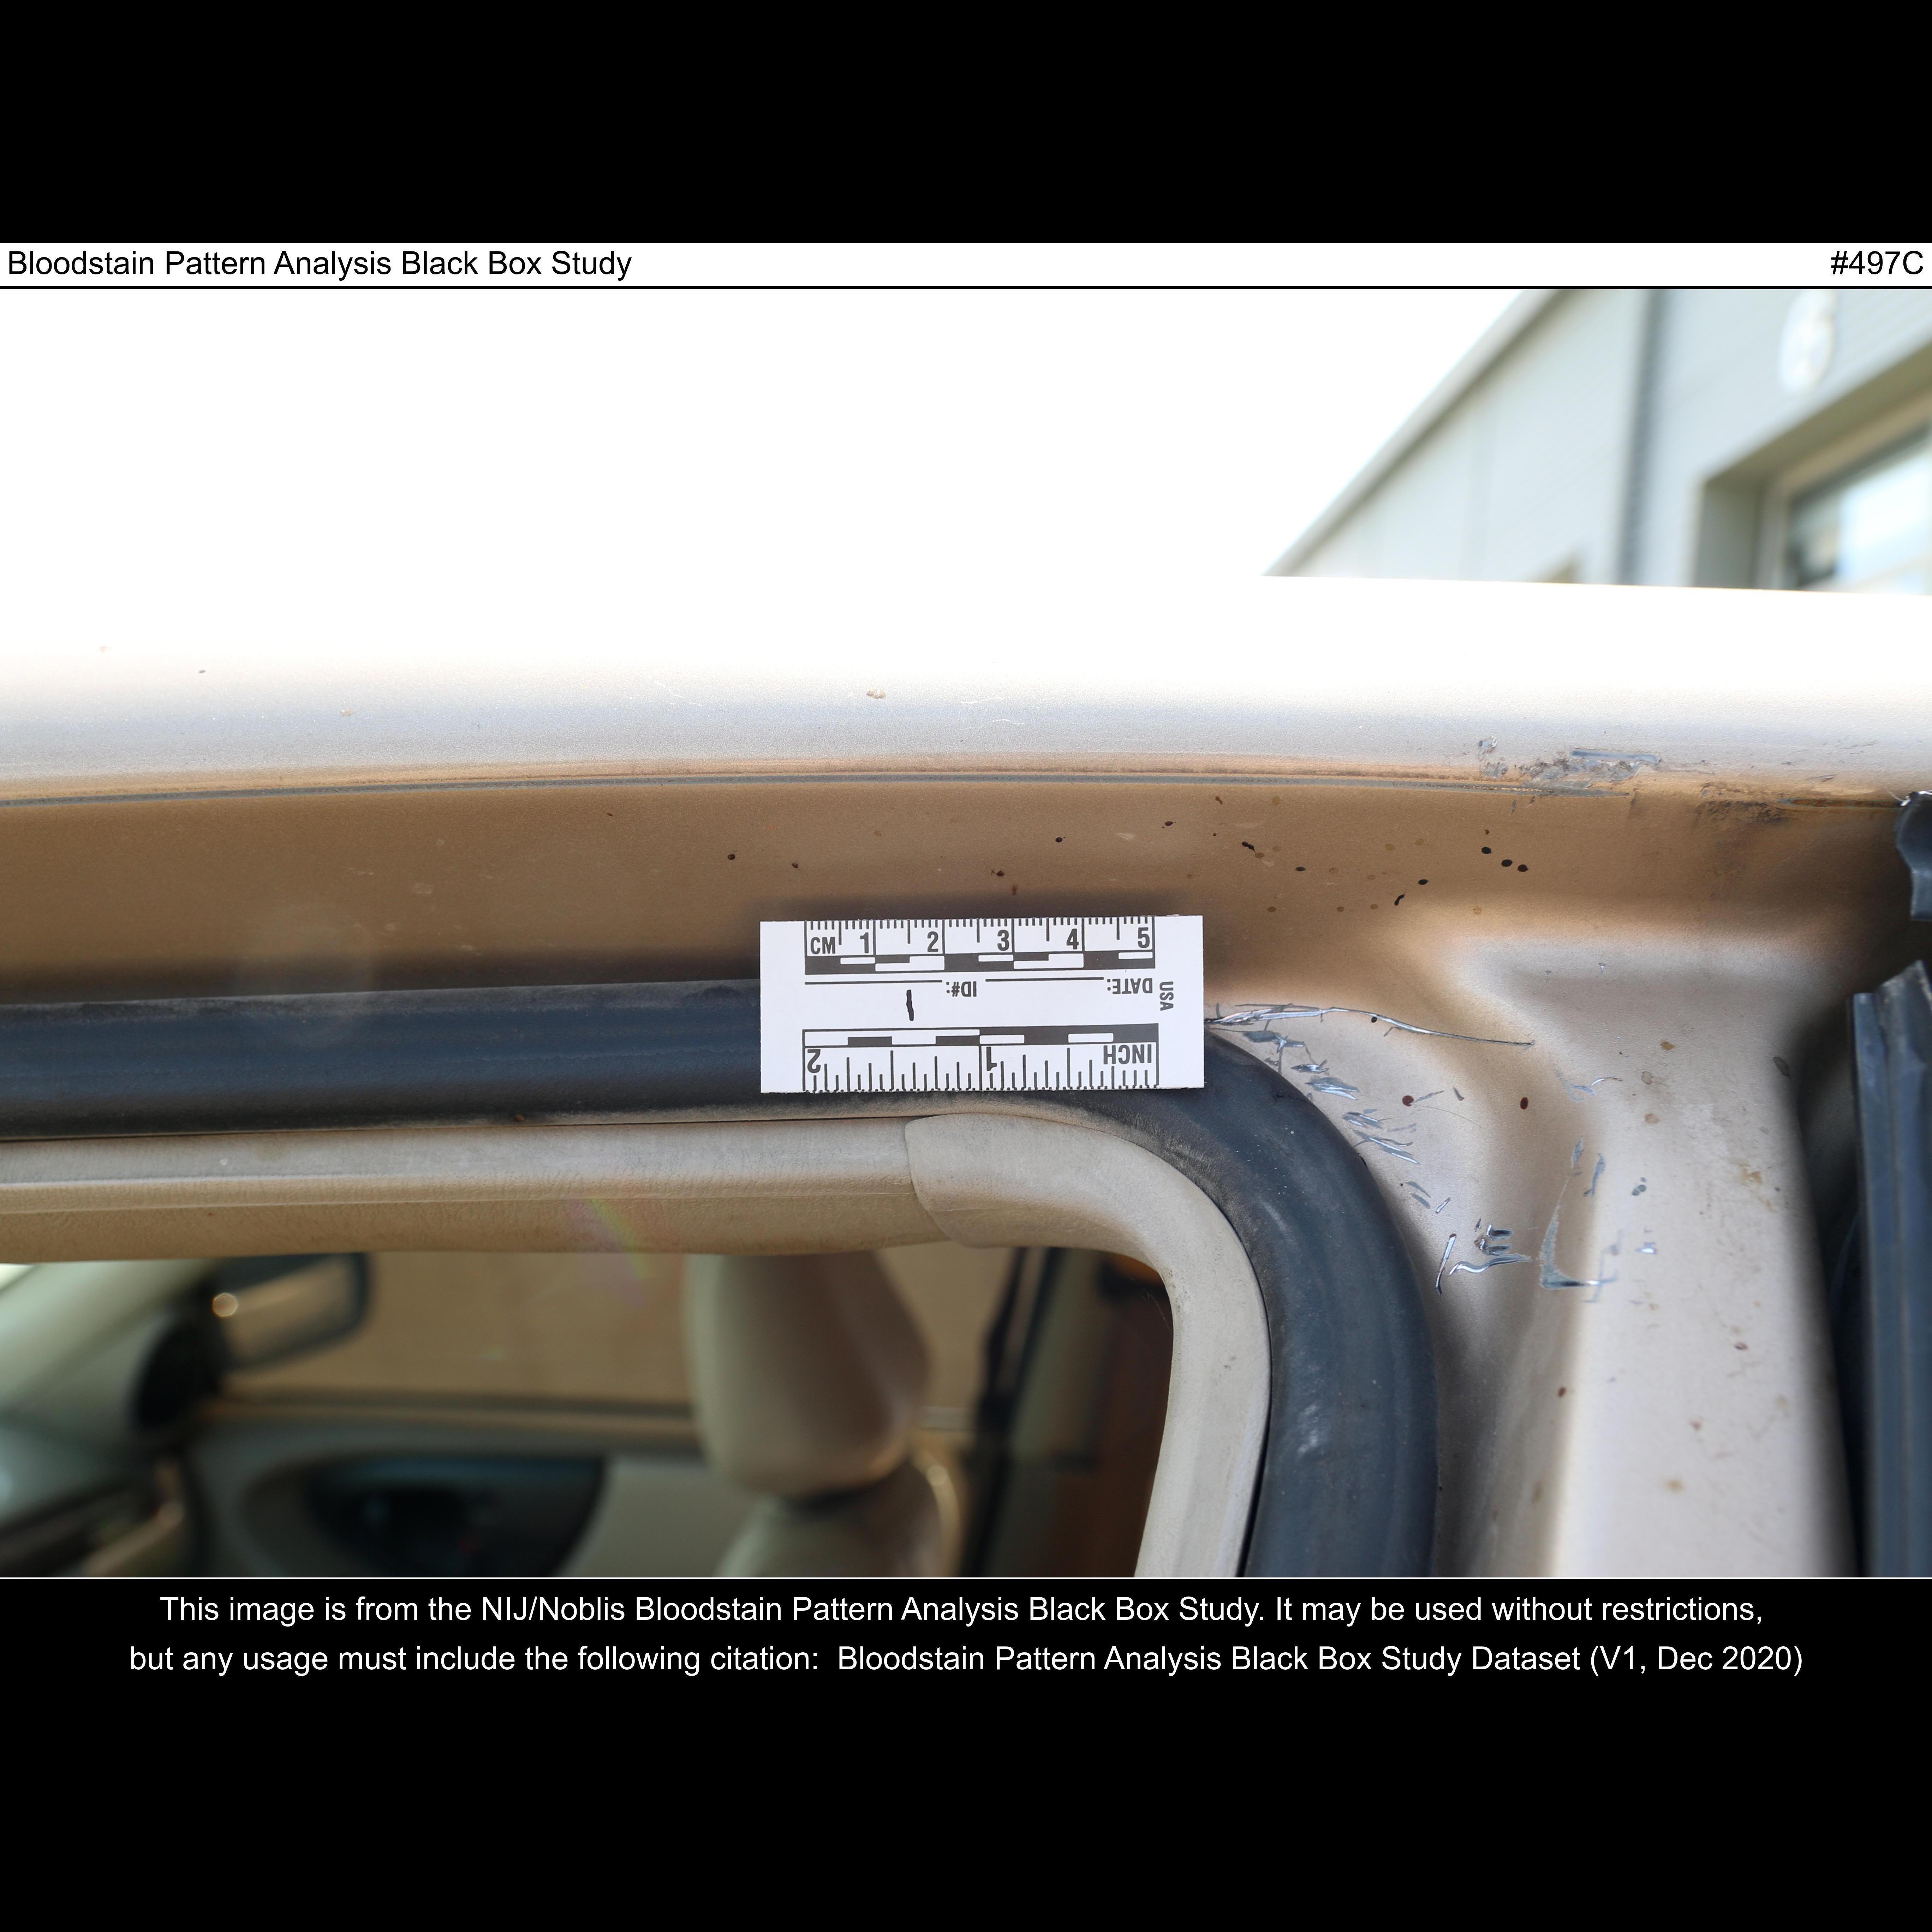 Bloodstain Pattern Analysis Black Box Study #497C
CM 1 2 3 4 5
ID#: DATE:
USA
1
2 1 INCH
This image is from the NIJ/Noblis Bloodstain Pattern Analysis Black Box Study. It may be used without restrictions,
but any usage must include the following citation: Bloodstain Pattern Analysis Black Box Study Dataset (V1, Dec 2020)